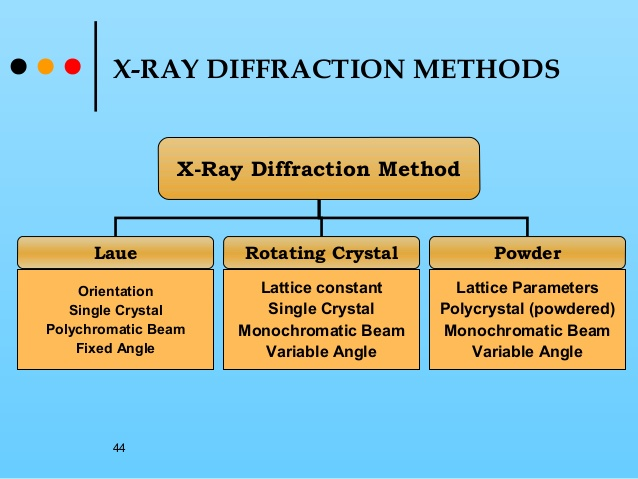 X-RAY DIFFRACTION METHODS
X-Ray Diffraction Method
Laue
Orientation
Single Crystal
Polychromatic Beam
Fixed Angle
Rotating Crystal
Lattice constant
Single Crystal
Monochromatic Beam
Variable Angle
Powder
Lattice Parameters
Polycrystal (powdered)
Monochromatic Beam
Variable Angle
44